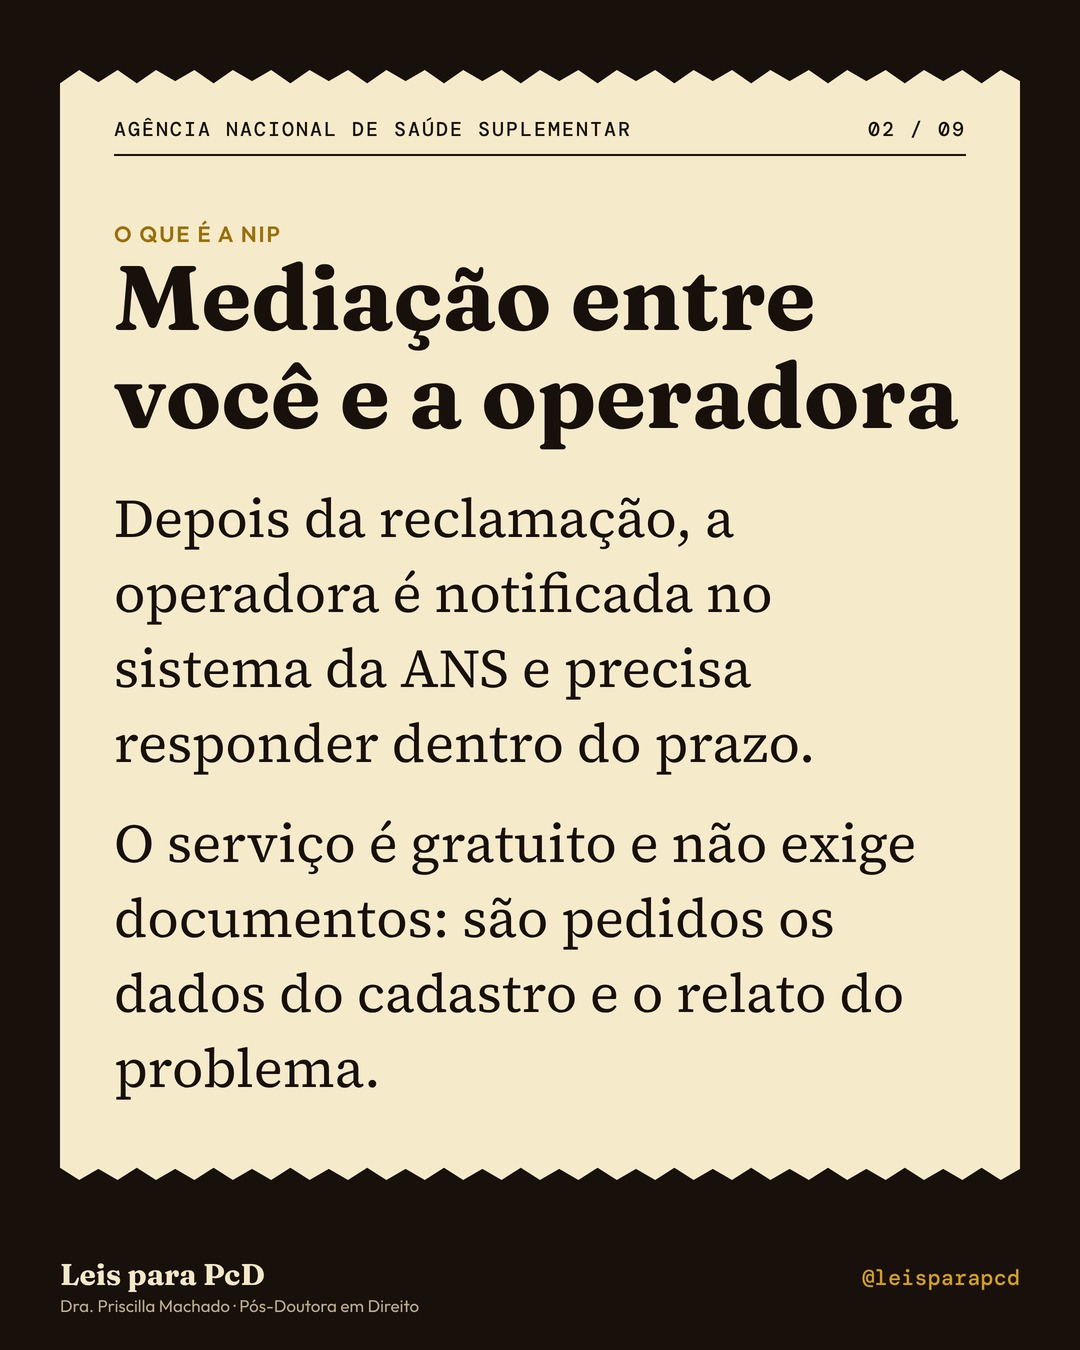 AGÊNCIA NACIONAL DE SAÚDE SUPLEMENTAR
02 / 09
O QUE É A NIP
Mediação entre
você e a operadora
Depois da reclamação, a
operadora é notificada no
sistema da ANS e precisa
responder dentro do prazo.
O serviço é gratuito e não exige
documentos: são pedidos os
dados do cadastro e o relato do
problema.
Leis para PcD
Dra. Priscilla Machado · Pós-Doutora em Direito
@leisparapcd